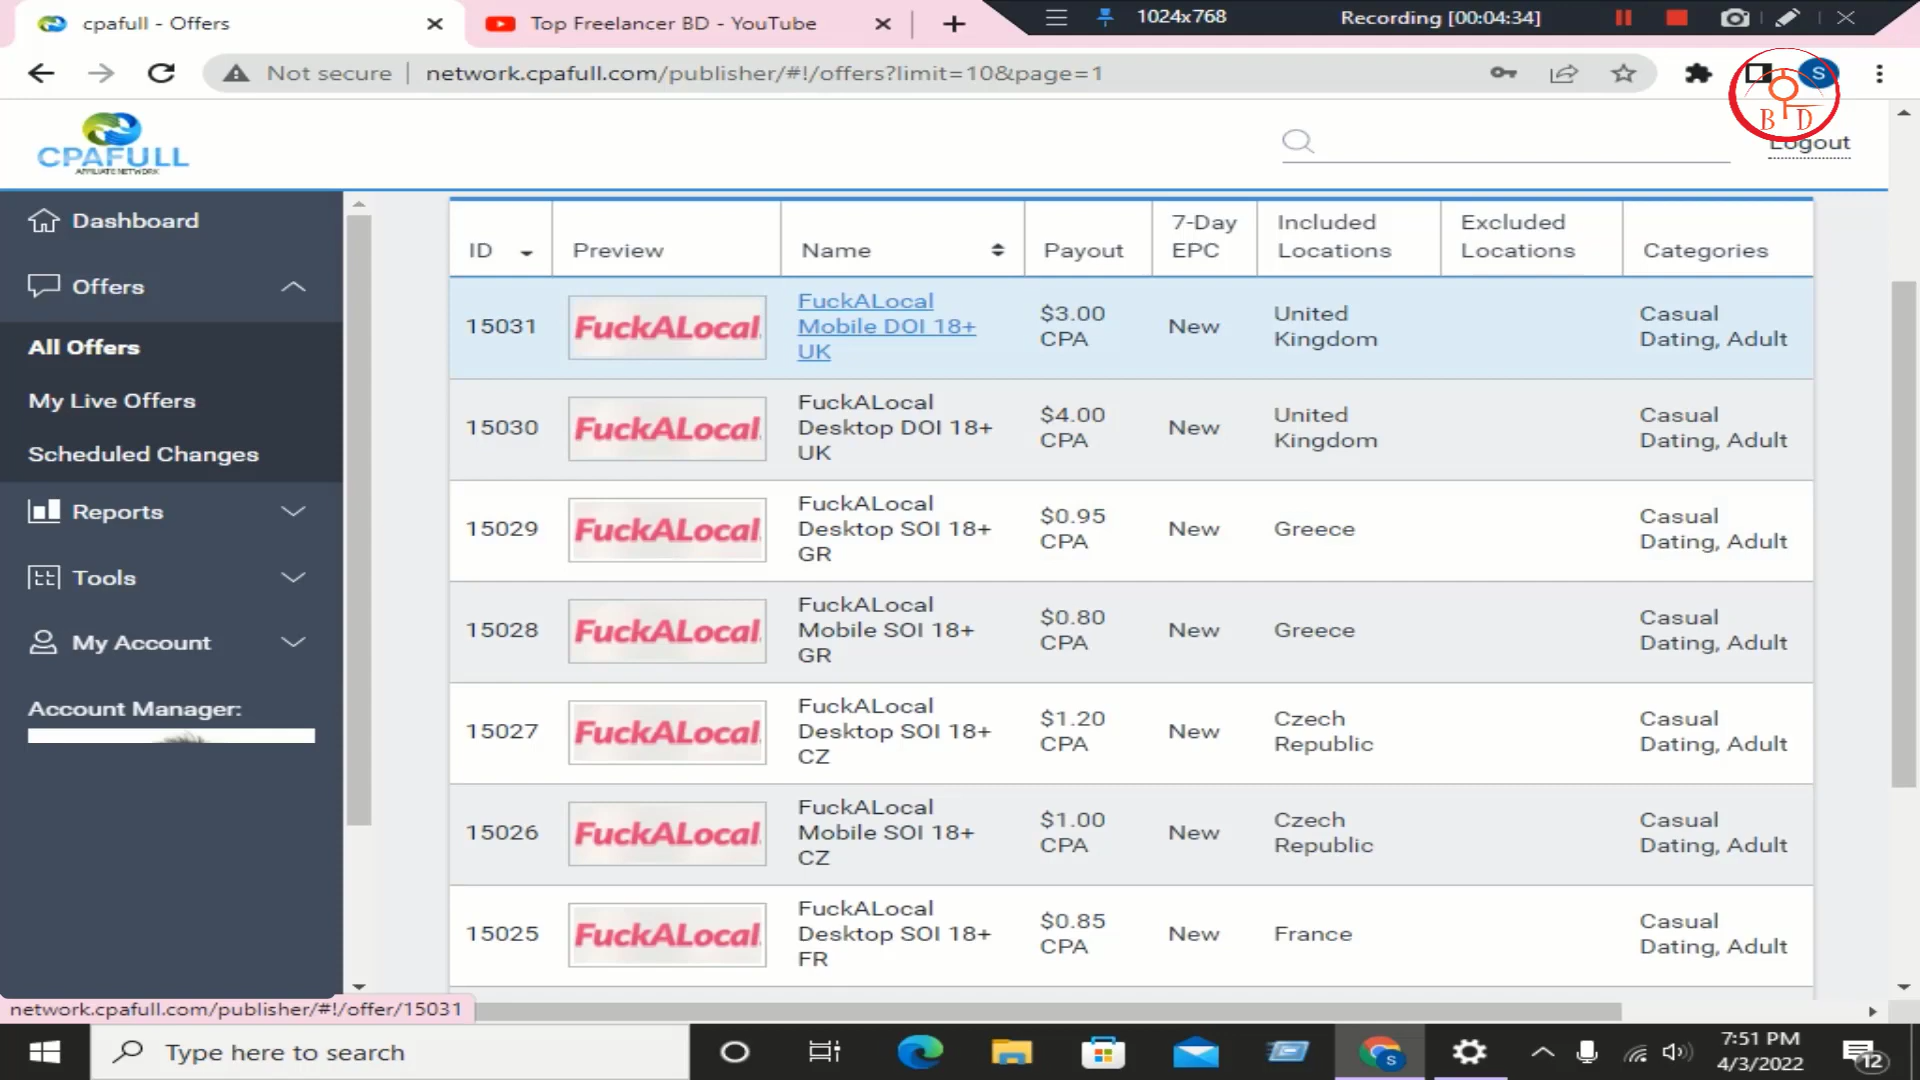 cpafull - Offers
Top Freelancer BD - YouTube
1024x768
Recording [00:04:34]
Not secure
network.cpafull.com/publisher/#!/offers?limit=10&page=1
S
B D
CPAFULL
AFFILIATE NETWORK
Logout
Dashboard
Offers
All Offers
My Live Offers
Scheduled Changes
Reports
Tools
My Account
Account Manager:
ID
Preview
Name
Payout
7-Day
EPC
Included
Locations
Excluded
Locations
Categories
15031
FuckALocal
FuckALocal
Mobile DOI 18+
UK
$3.00
CPA
New
United
Kingdom
Casual
Dating, Adult
15030
FuckALocal
FuckALocal
Desktop DOI 18+
UK
$4.00
CPA
New
United
Kingdom
Casual
Dating, Adult
15029
FuckALocal
FuckALocal
Desktop SOI 18+
GR
$0.95
CPA
New
Greece
Casual
Dating, Adult
15028
FuckALocal
FuckALocal
Mobile SOI 18+
GR
$0.80
CPA
New
Greece
Casual
Dating, Adult
15027
FuckALocal
FuckALocal
Desktop SOI 18+
CZ
$1.20
CPA
New
Czech
Republic
Casual
Dating, Adult
15026
FuckALocal
FuckALocal
Mobile SOI 18+
CZ
$1.00
CPA
New
Czech
Republic
Casual
Dating, Adult
15025
FuckALocal
FuckALocal
Desktop SOI 18+
FR
$0.85
CPA
New
France
Casual
Dating, Adult
network.cpafull.com/publisher/#!/offer/15031
Type here to search
S
7:51 PM
4/3/2022
12